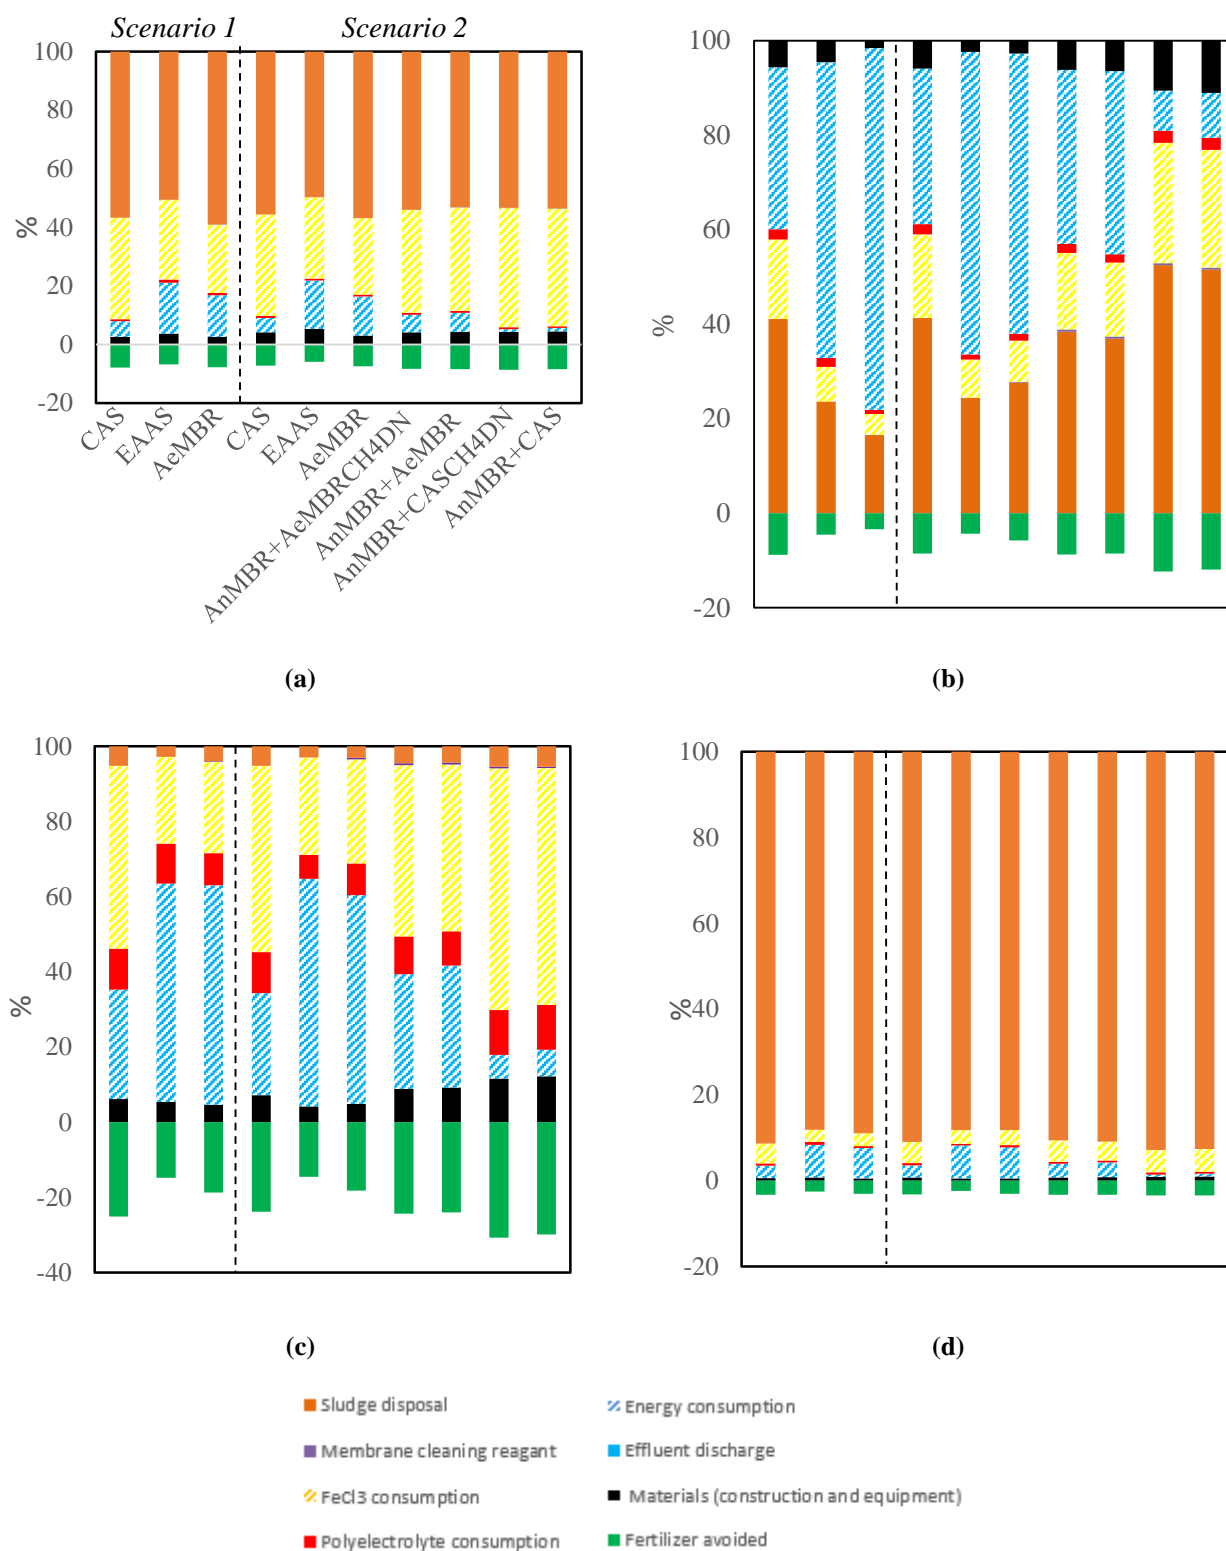 Scenario 1 Scenario 2
100
80
60
40
20
0
-20
%
CAS
EAAS
AeMBR
CAS
EAAS
AeMBR
AnMBR+AeMBRCH4DN
AnMBR+AeMBR
AnMBR+CASCH4DN
AnMBR+CAS
(a)
100
80
60
40
20
0
-20
%
(b)
100
80
60
40
20
0
-20
-40
%
(c)
100
80
60
40
20
0
-20
%
(d)
Sludge disposal
Energy consumption
Membrane cleaning reagant
Effluent discharge
FeCl3 consumption
Materials (construction and equipment)
Polyelectrolyte consumption
Fertilizer avoided